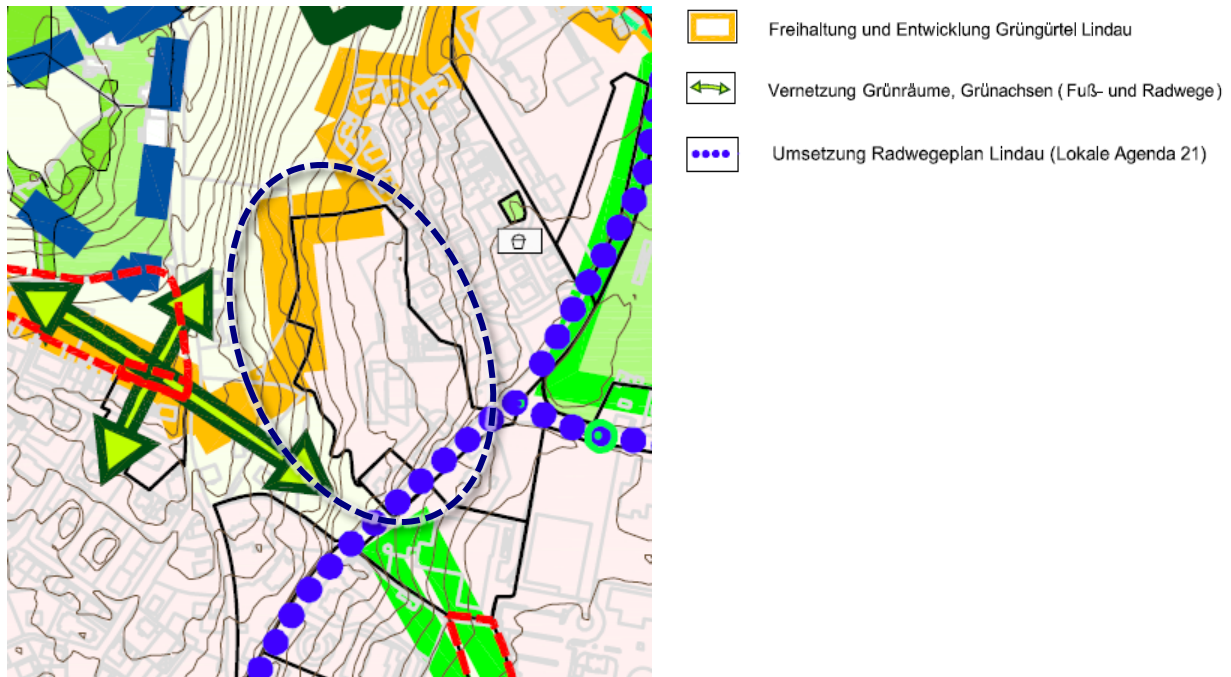 Freihaltung und Entwicklung Grüngürtel Lindau
Vernetzung Grünräume, Grünachsen ( Fuß- und Radwege )
Umsetzung Radwegeplan Lindau (Lokale Agenda 21)